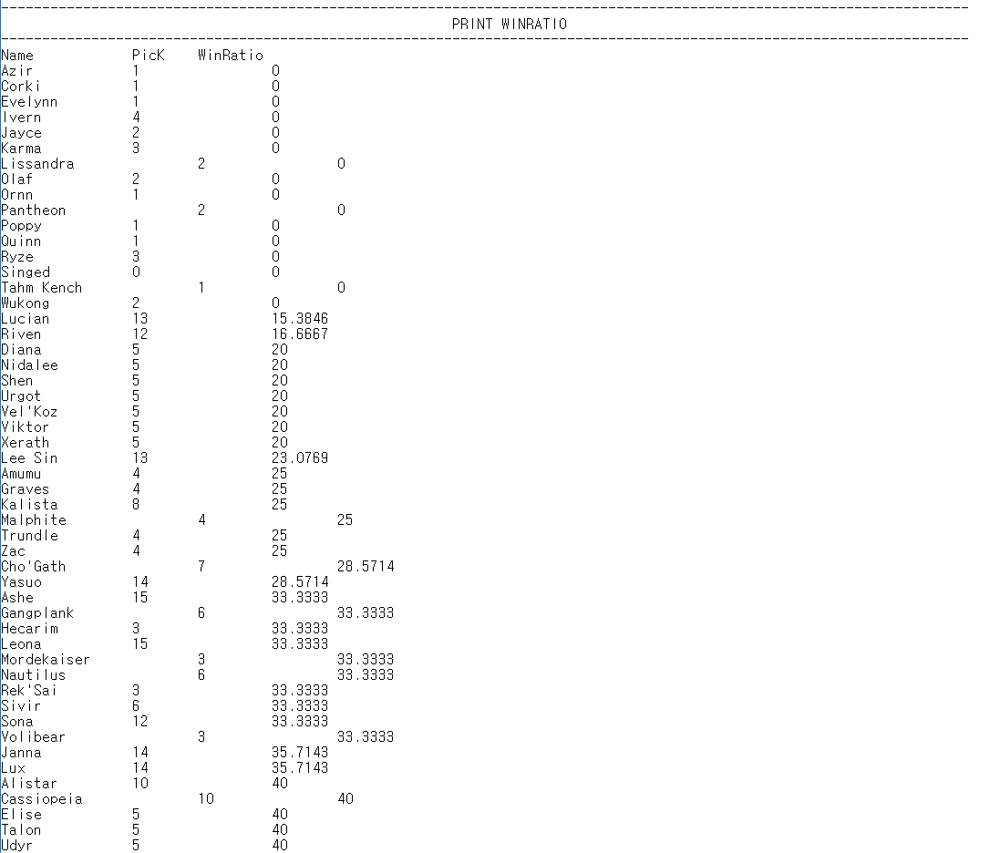 PRINT WINRATIO
Name PicK WinRatio
Azir 1 0
Corki 1 0
Evelynn 1 0
Ivern 4 0
Jayce 2 0
Karma 3 0
Lissandra 2 0
Olaf 2 0
Ornn 1 0
Pantheon 2 0
Poppy 1 0
Quinn 1 0
Ryze 3 0
Singed 0 0
Tahm Kench 1 0
Wukong 2 0
Lucian 13 15.3846
Riven 12 16.6667
Diana 5 20
Nidalee 5 20
Shen 5 20
Urgot 5 20
Vel'Koz 5 20
Viktor 5 20
Xerath 5 20
Lee Sin 13 23.0769
Amumu 4 25
Graves 4 25
Kalista 8 25
Malphite 4 25
Trundle 4 25
Zac 4 25
Cho'Gath 7 28.5714
Yasuo 14 28.5714
Ashe 15 33.3333
Gangplank 6 33.3333
Hecarim 3 33.3333
Leona 15 33.3333
Mordekaiser 3 33.3333
Nautilus 6 33.3333
Rek'Sai 3 33.3333
Sivir 6 33.3333
Sona 12 33.3333
Volibear 3 33.3333
Janna 14 35.7143
Lux 14 35.7143
Alistar 10 40
Cassiopeia 10 40
Elise 5 40
Talon 5 40
Udyr 5 40